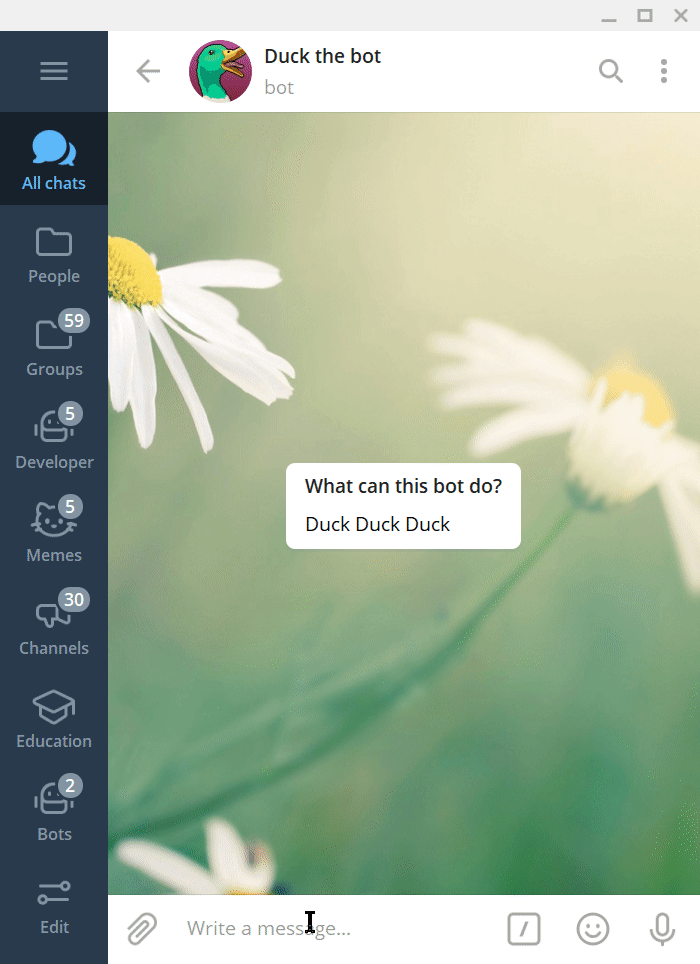 Duck the bot
bot
All chats
People
59
Groups
5
Developer
5
Memes
30
Channels
Education
2
Bots
Edit
What can this bot do?
Duck Duck Duck
Write a message...
/